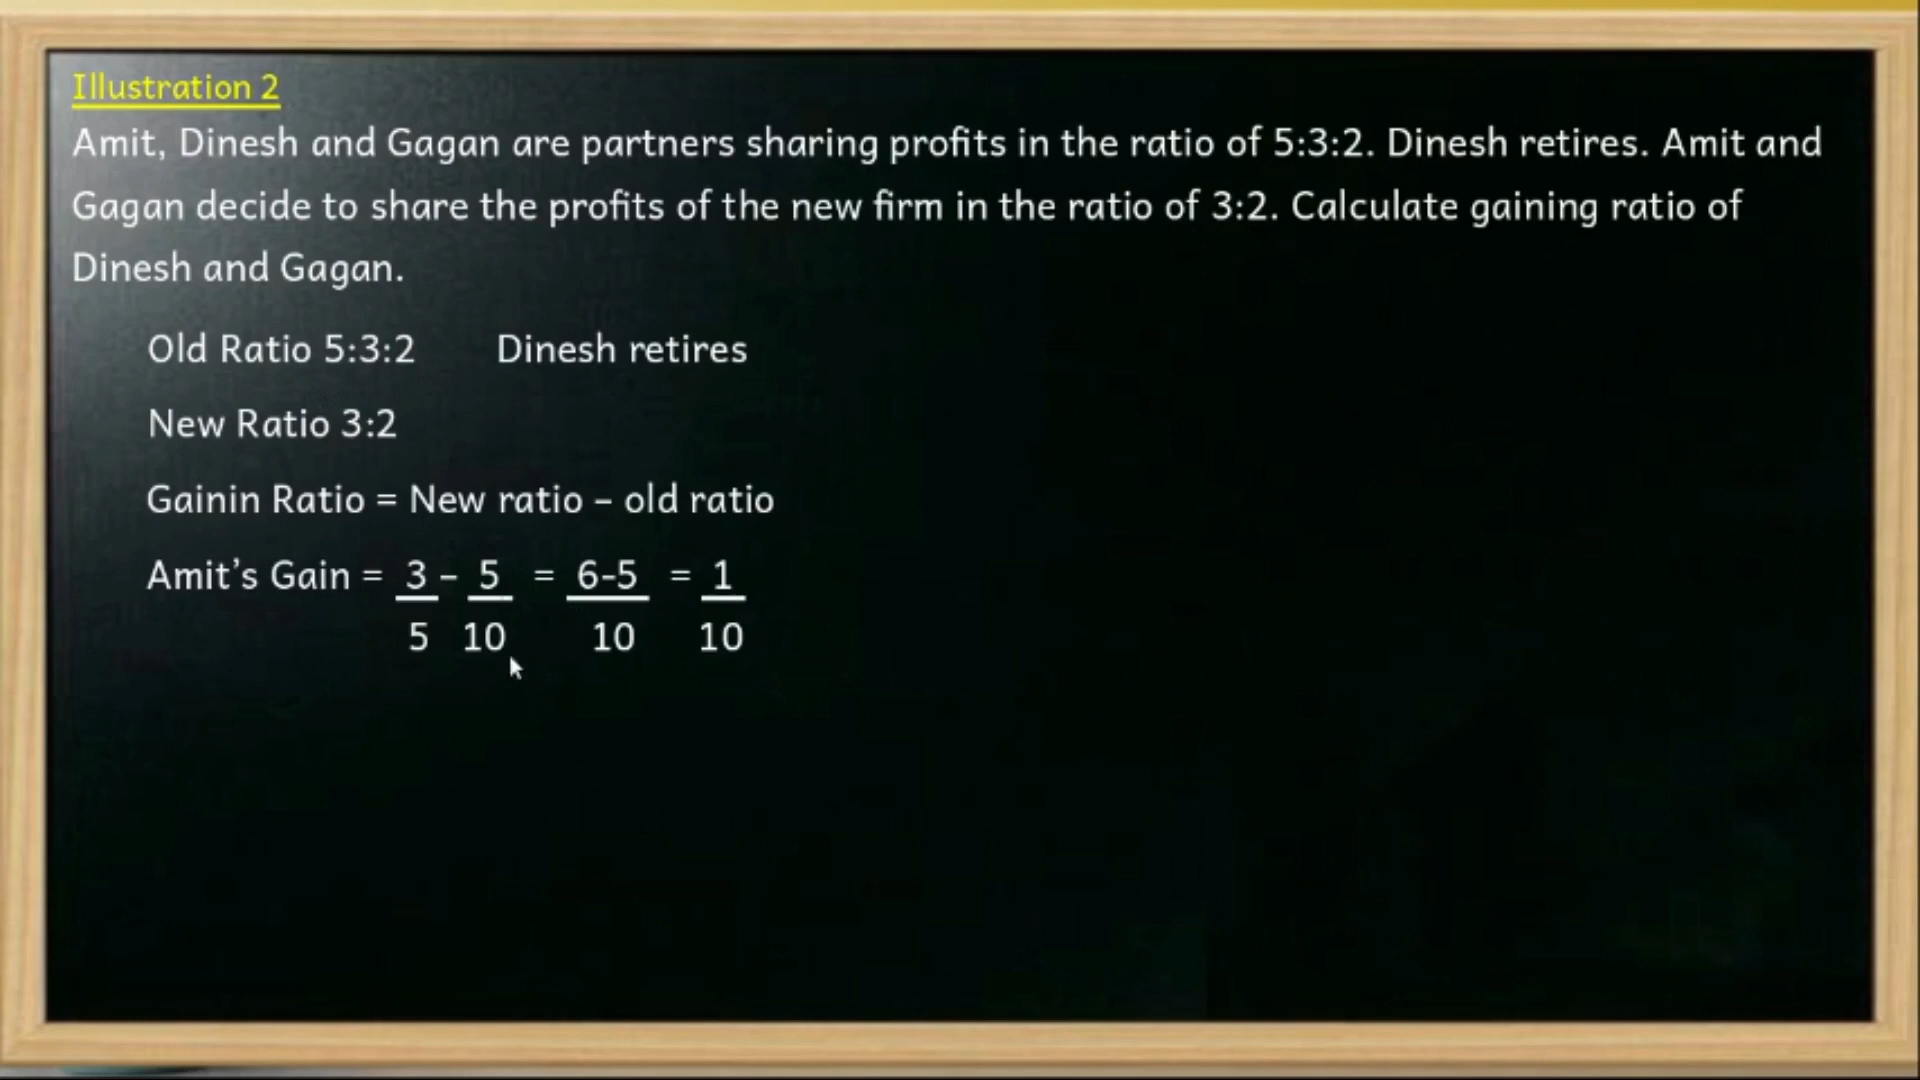 Illustration 2
Amit, Dinesh and Gagan are partners sharing profits in the ratio of 5:3:2. Dinesh retires. Amit and
Gagan decide to share the profits of the new firm in the ratio of 3:2. Calculate gaining ratio of
Dinesh and Gagan.
Old Ratio 5:3:2 Dinesh retires
New Ratio 3:2
Gainin Ratio = New ratio – old ratio
Amit’s Gain = 3 – 5 = 6-5 = 1
5 10 10 10